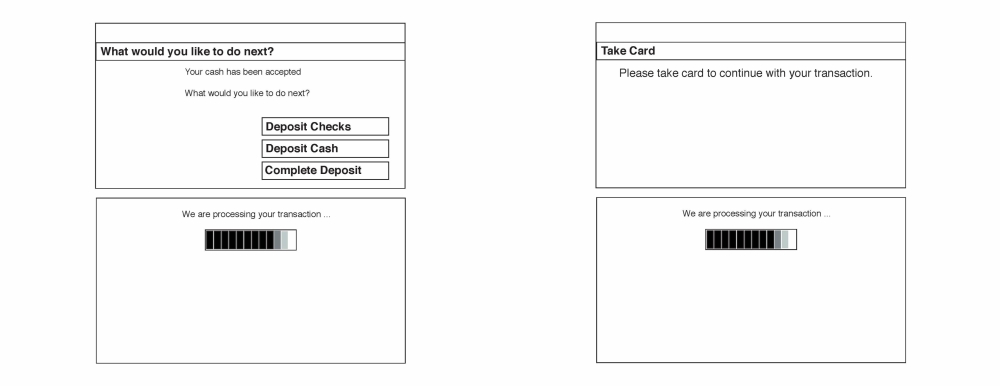 What would you like to do next?
Your cash has been accepted
What would you like to do next?
Deposit Checks
Deposit Cash
Complete Deposit
We are processing your transaction ...
Take Card
Please take card to continue with your transaction.
We are processing your transaction ...